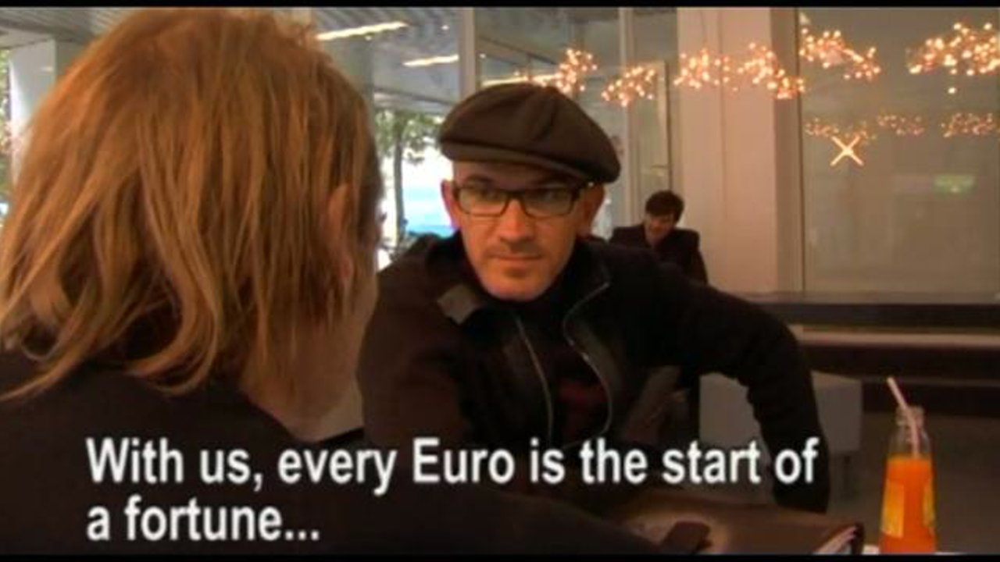 With us, every Euro is the start of
a fortune...